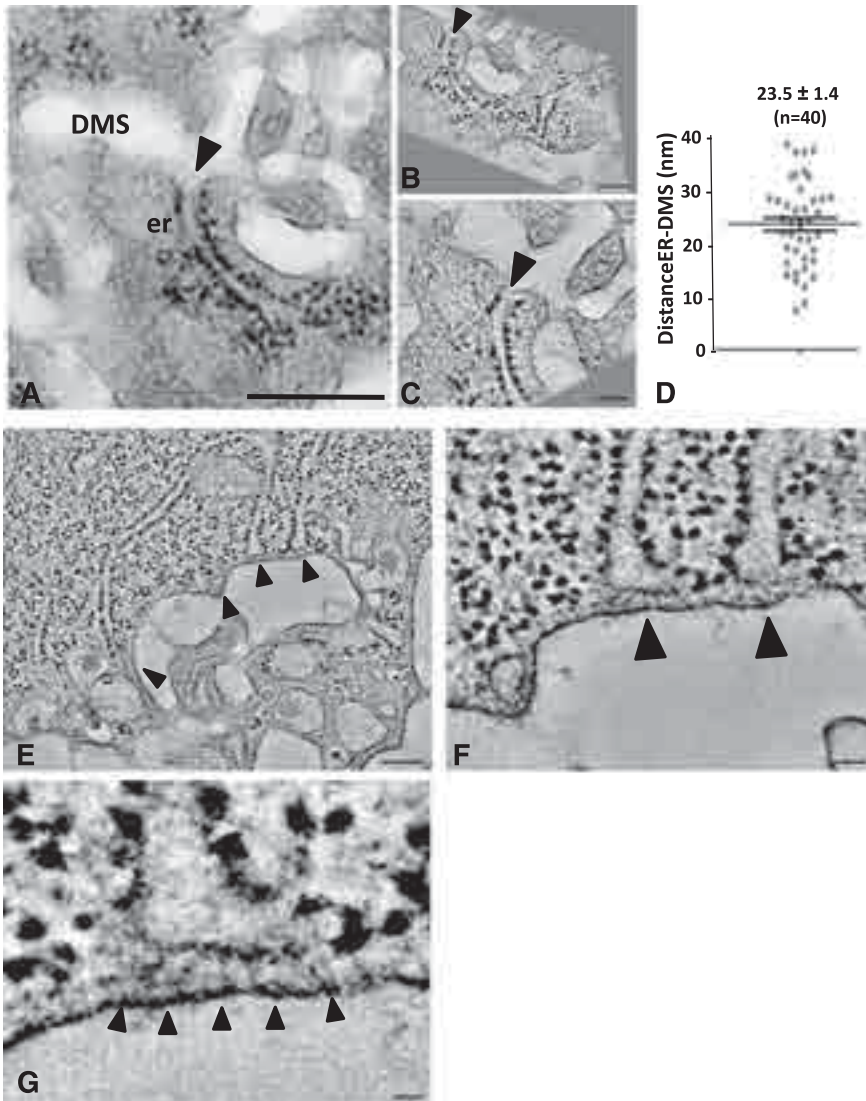 DMS
er
A
B
C
23.5 ± 1.4
(n=40)
DistanceER-DMS (nm)
40
30
20
10
0
D
E
F
G